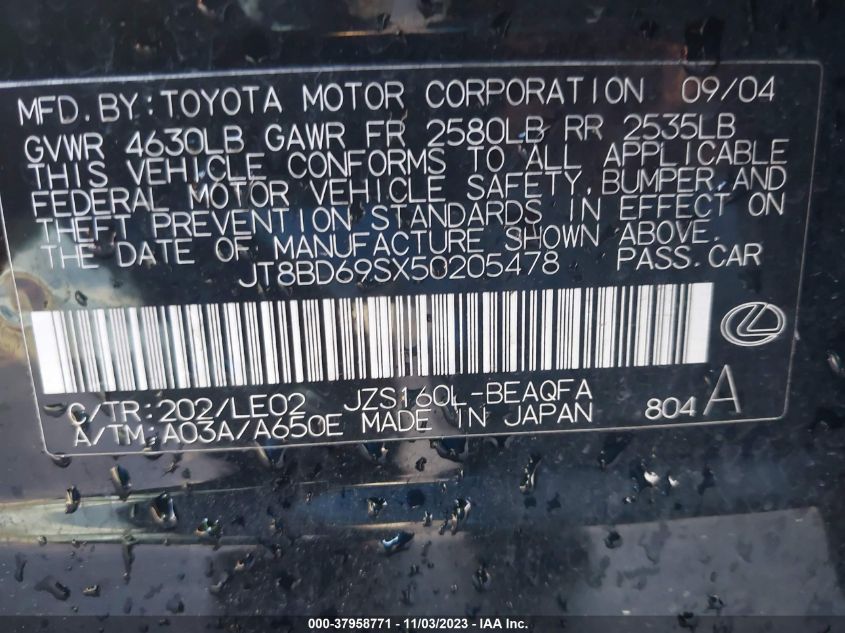 MFD. BY: TOYOTA MOTOR CORPORATION 09/04
GVWR 4630LB GAWR FR 2580LB RR 2535LB
THIS VEHICLE CONFORMS TO ALL APPLICABLE
FEDERAL MOTOR VEHICLE SAFETY, BUMPER, AND
THEFT PREVENTION STANDARDS IN EFFECT ON
THE DATE OF MANUFACTURE SHOWN ABOVE.
JT8BD69SX50205478 PASS.CAR
C/TR:202/LE02 JZS160L-BEAQFA
A/TM:A03A/A650E MADE IN JAPAN 804 A
000-37958771 - 11/03/2023 - IAA Inc.